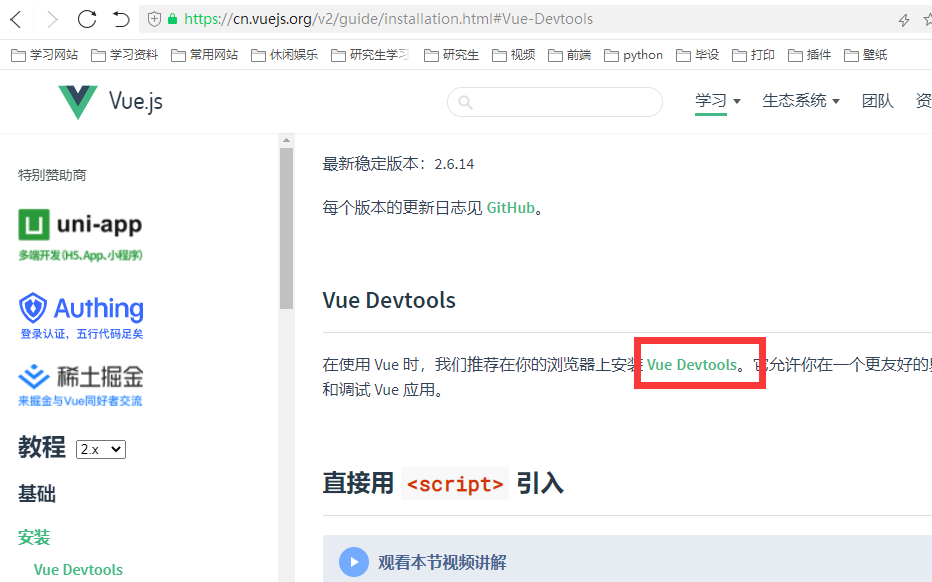 https://cn.vuejs.org/v2/guide/installation.html#Vue-Devtools
学习网站 学习资料 常用网站 休闲娱乐 研究生学习 研究生 视频 前端 python 毕设 打印 插件 壁纸
Vue.js 学习 生态系统 团队 资
特别赞助商
uni-app
多端开发(H5、App、小程序)
Authing
登录认证，五行代码足矣
稀土掘金
来掘金与Vue同好者交流
教程 2.x
基础
安装
Vue Devtools
最新稳定版本：2.6.14
每个版本的更新日志见 GitHub。
Vue Devtools
在使用 Vue 时，我们推荐在你的浏览器上安装 Vue Devtools。它允许你在一个更友好的
和调试 Vue 应用。
直接用 <script> 引入
观看本节视频讲解